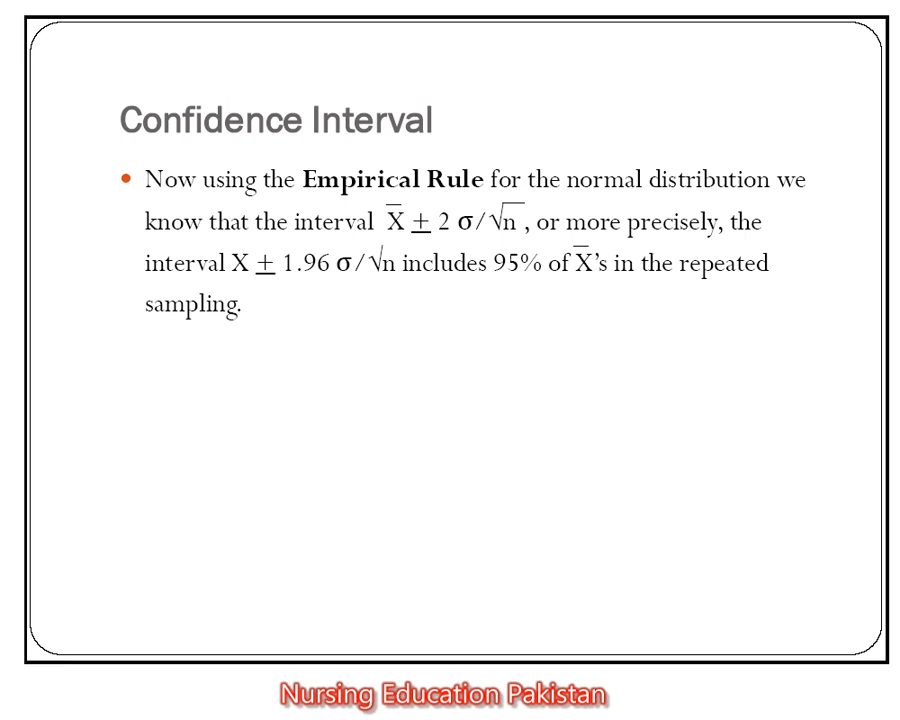 Confidence Interval
• Now using the Empirical Rule for the normal distribution we
know that the interval X̅ ± 2 σ/√n , or more precisely, the
interval X ± 1.96 σ/√n includes 95% of X̅’s in the repeated
sampling.
Nursing Education Pakistan